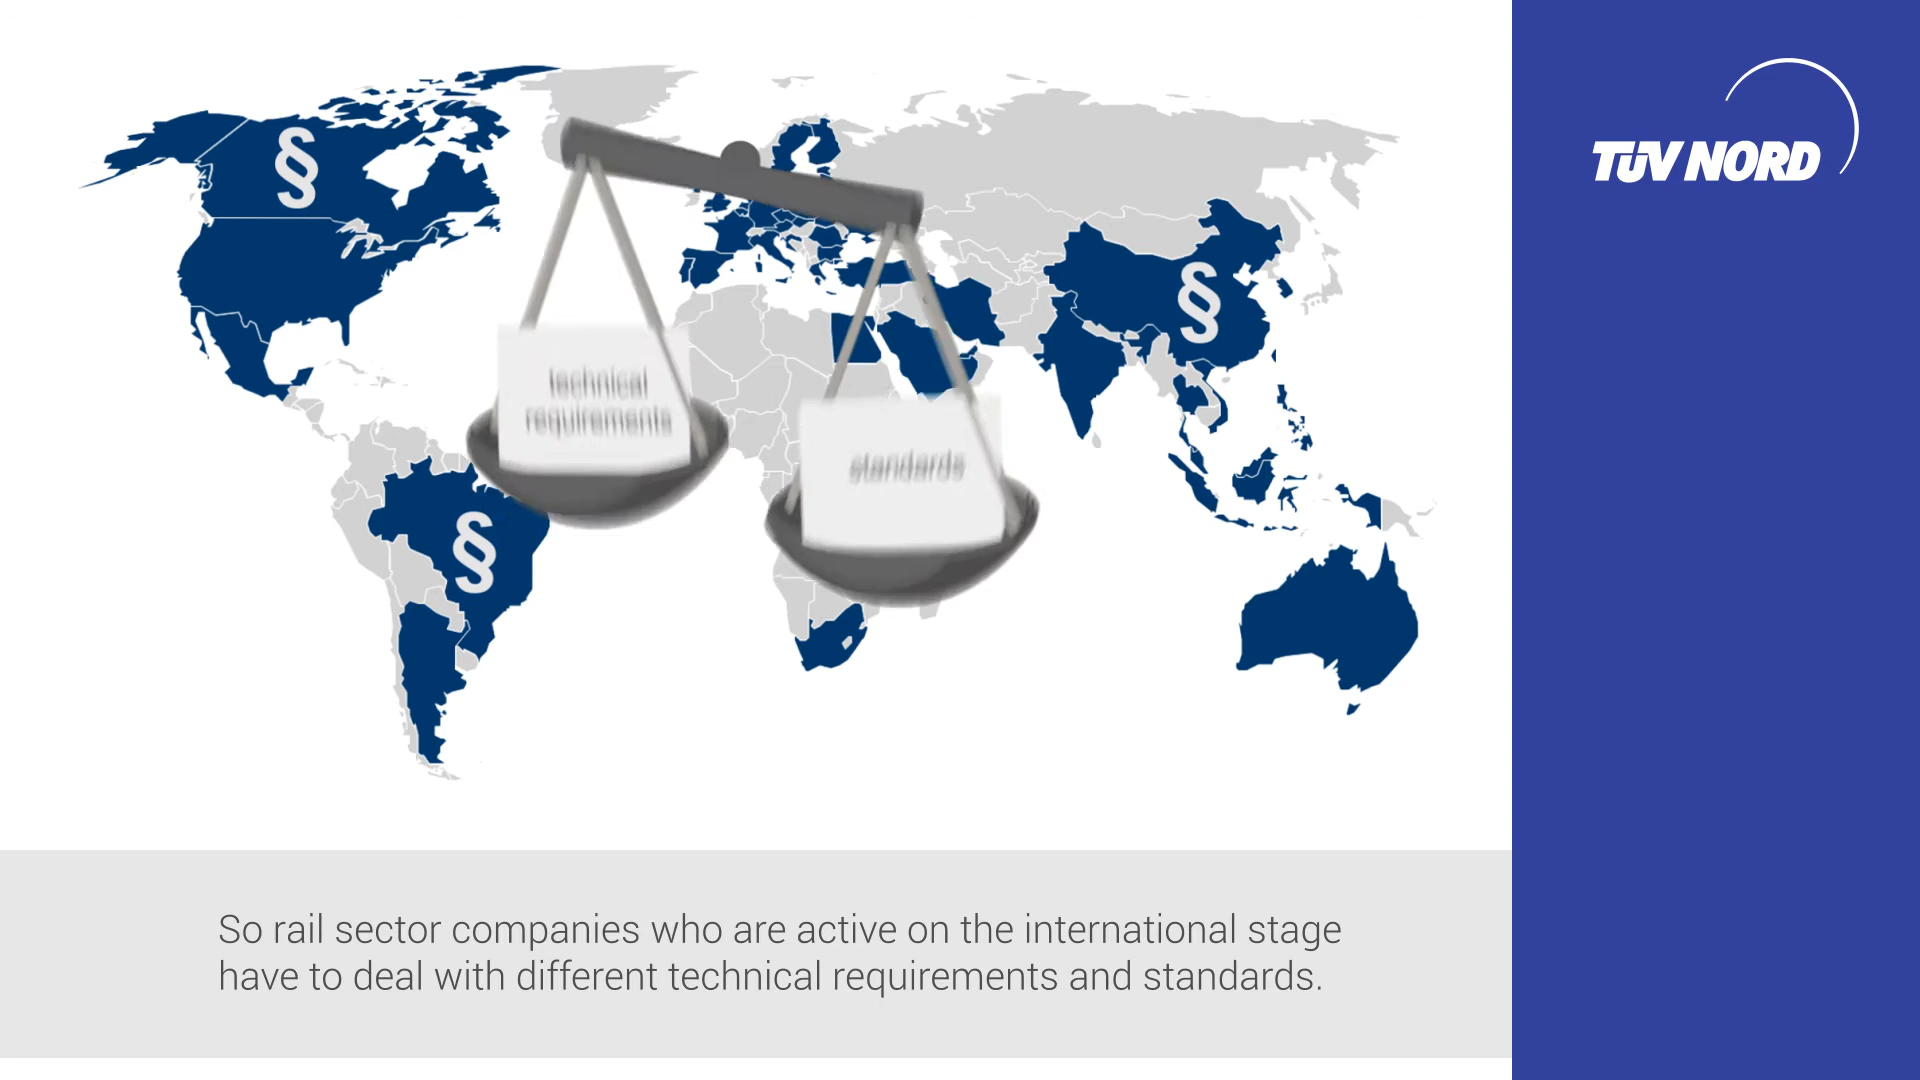 TÜV NORD
§
§
§
technical
requirements
standards
So rail sector companies who are active on the international stage
have to deal with different technical requirements and standards.